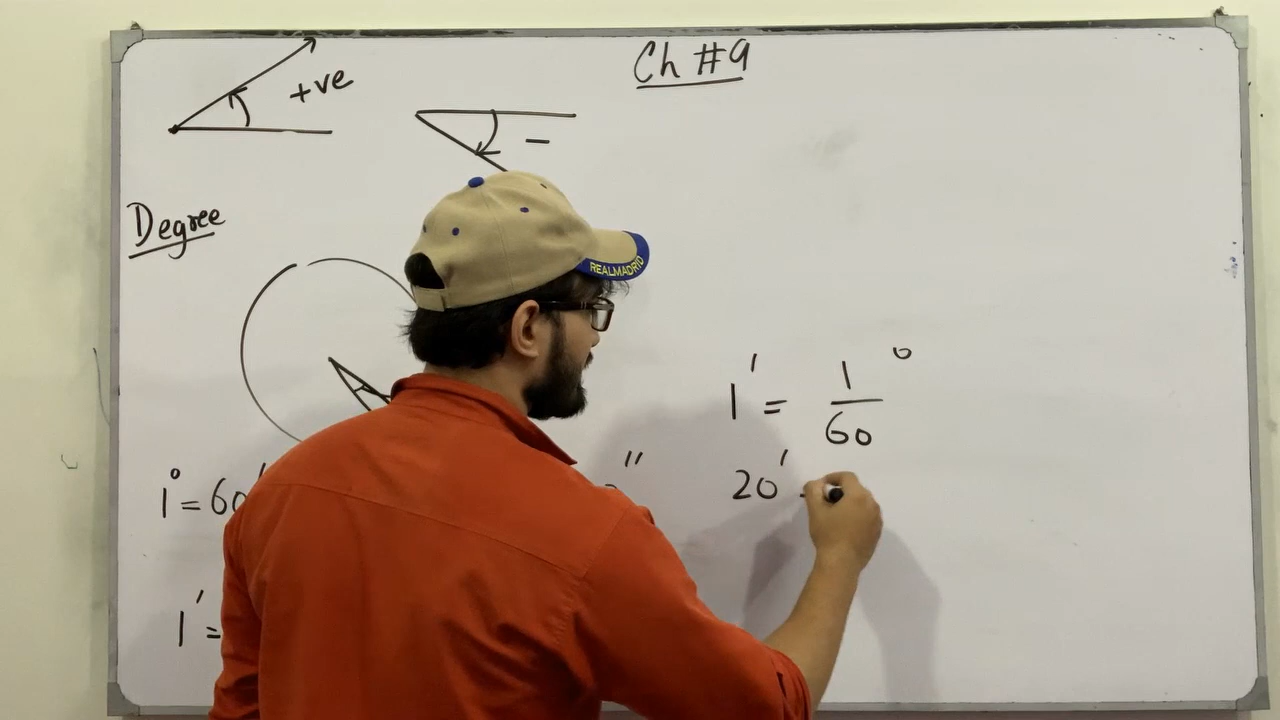 Ch #9
+ve
-
Degree
REALMADRID
1' = 1/60 °
1° = 60'
"
20' -
1' =